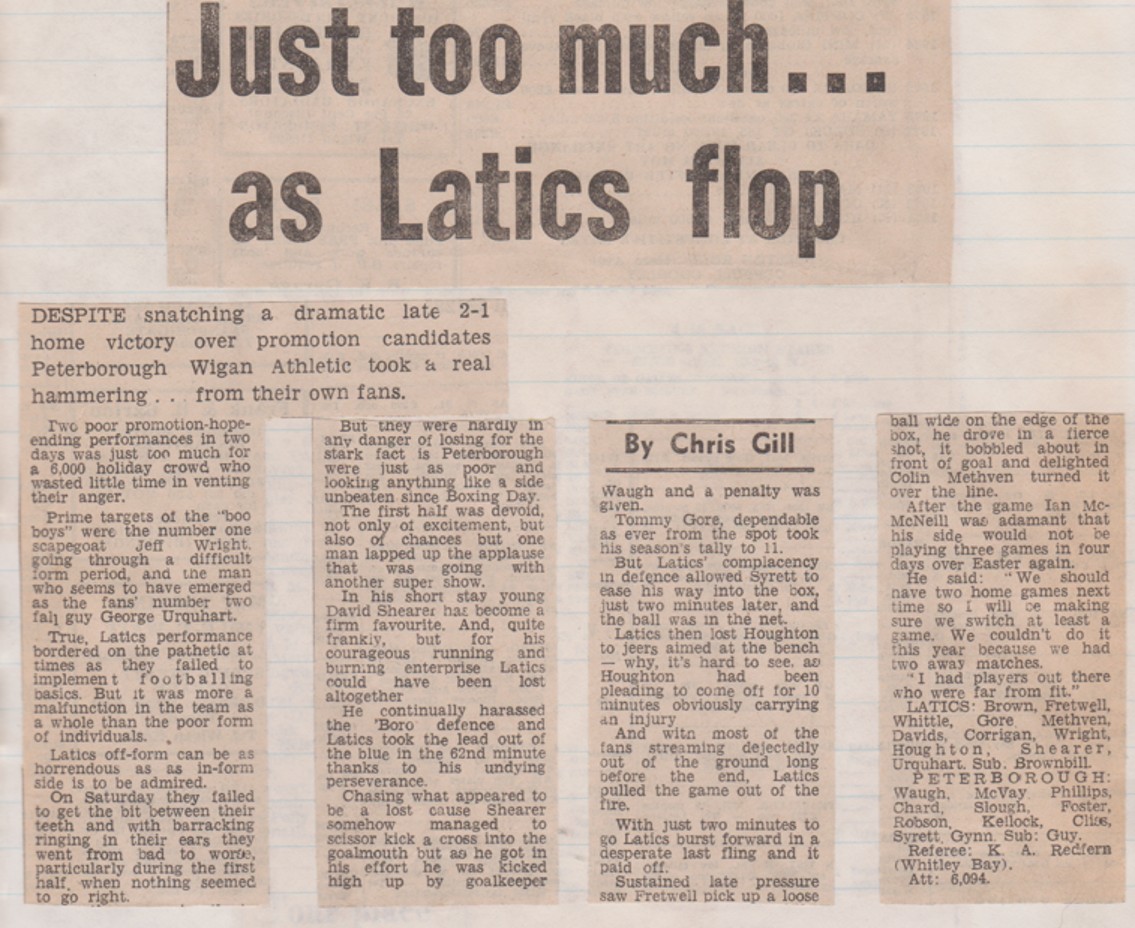 Just too much...
as Latics flop
DESPITE snatching a dramatic late 2-1
home victory over promotion candidates
Peterborough Wigan Athletic took a real
hammering... from their own fans.
Two poor promotion-hope-
ending performances in two
days was just too much for
a 6,000 holiday crowd who
wasted little time in venting
their anger.
Prime targets of the "boo
boys" were the number one
scapegoat Jeff Wright.
going through a difficult
form period, and the man
who seems to have emerged
as the fans' number two
fall guy George Urquhart.
True, Latics performance
bordered on the pathetic at
times as they failed to
implement footballing
basics. But it was more a
malfunction in the team as
a whole than the poor form
of individuals.
Latics off-form can be as
horrendous as as in-form
side is to be admired.
On Saturday they failed
to get the bit between their
teeth and with barracking
ringing in their ears they
went from bad to worse,
particularly during the first
half when nothing seemed
to go right.
But they were hardly in
any danger of losing for the
stark fact is Peterborough
were just as poor and
looking anything like a side
unbeaten since Boxing Day.
The first half was devoid,
not only of excitement, but
also of chances but one
man lapped up the applause
that was going with
another super show.
In his short stay young
David Shearer has become a
firm favourite. And, quite
frankly, but for his
courageous running and
burning enterprise Latics
could have been lost
altogether
He continually harassed
the 'Boro defence and
Latics took the lead out of
the blue in the 62nd minute
thanks to his undying
perseverance.
Chasing what appeared to
be a lost cause Shearer
somehow managed to
scissor kick a cross into the
goalmouth but as he got in
his effort he was kicked
high up by goalkeeper
By Chris Gill
Waugh and a penalty was
given.
Tommy Gore, dependable
as ever from the spot took
his season's tally to 11.
But Latics' complacency
in defence allowed Syrett to
ease his way into the box,
just two minutes later, and
the ball was in the net.
Latics then lost Houghton
to jeers aimed at the bench
— why, it's hard to see. as
Houghton had been
pleading to come off for 10
minutes obviously carrying
an injury
And with most of the
fans streaming dejectedly
out of the ground long
before the end, Latics
pulled the game out of the
fire.
With just two minutes to
go Latics burst forward in a
desperate last fling and it
paid off.
Sustained late pressure
saw Fretwell pick up a loose
ball wide on the edge of the
box, he drove in a fierce
shot, it bobbled about in
front of goal and delighted
Colin Methven turned it
over the line.
After the game Ian Mc-
McNeill was adamant that
his side would not be
playing three games in four
days over Easter again.
He said: "We should
have two home games next
time so I will be making
sure we switch at least a
game. We couldn't do it
this year because we had
two away matches.
"I had players out there
who were far from fit."
LATICS: Brown, Fretwell,
Whittle, Gore Methven,
Davids, Corrigan, Wright,
Houghton, Shearer,
Urquhart. Sub. Brownbill.
PETERBOROUGH:
Waugh, McVay Phillips,
Chard, Slough, Foster,
Robson, Kellock, Cliss,
Syrett Gynn. Sub: Guy.
Referee: K. A. Redfern
(Whitley Bay).
Att: 6,094.